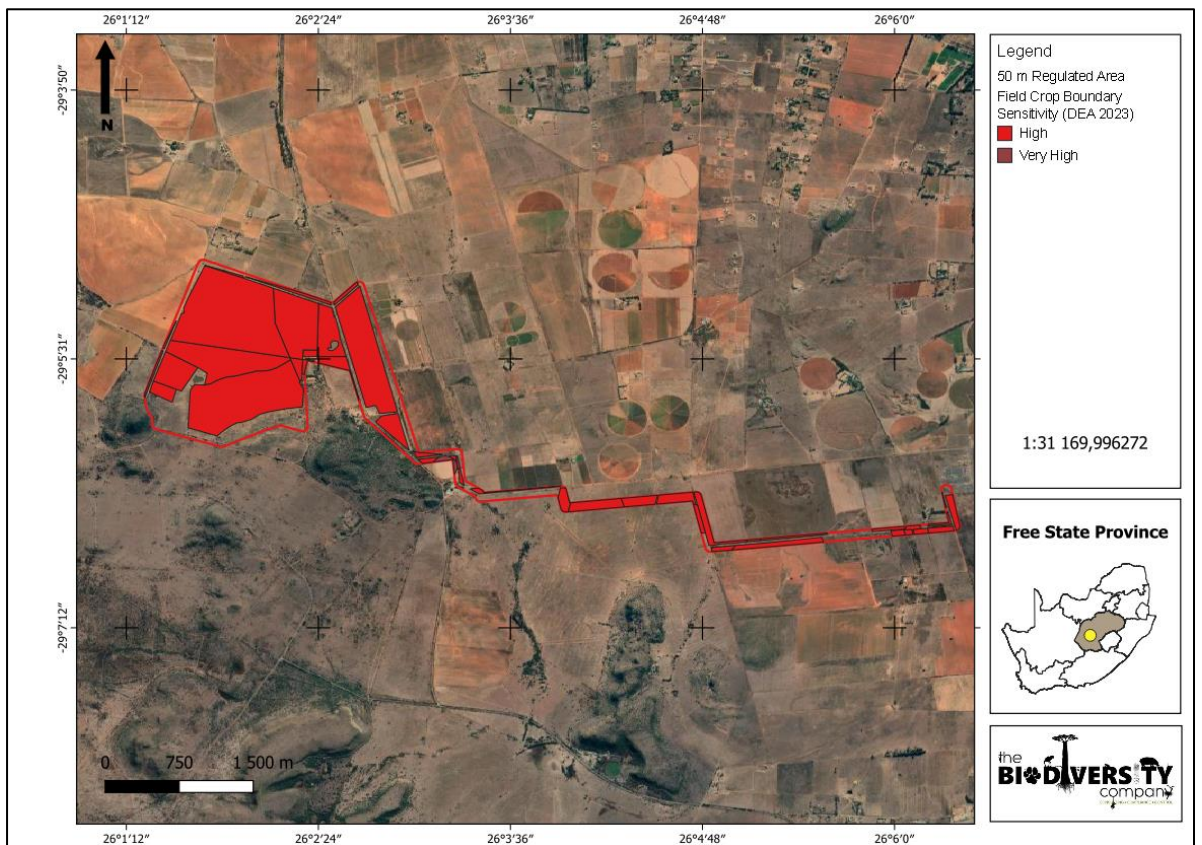 26°1'12" 26°2'24" 26°3'36" 26°4'48" 26°6'0"
-29°3'50"
-29°5'31"
-29°7'12"
N
0 750 1 500 m
26°1'12" 26°2'24" 26°3'36" 26°4'48" 26°6'0"
Legend
50 m Regulated Area
Field Crop Boundary
Sensitivity (DEA 2023)
High
Very High
1:31 169,996272
Free State Province
the
BIODIVERSITY
company